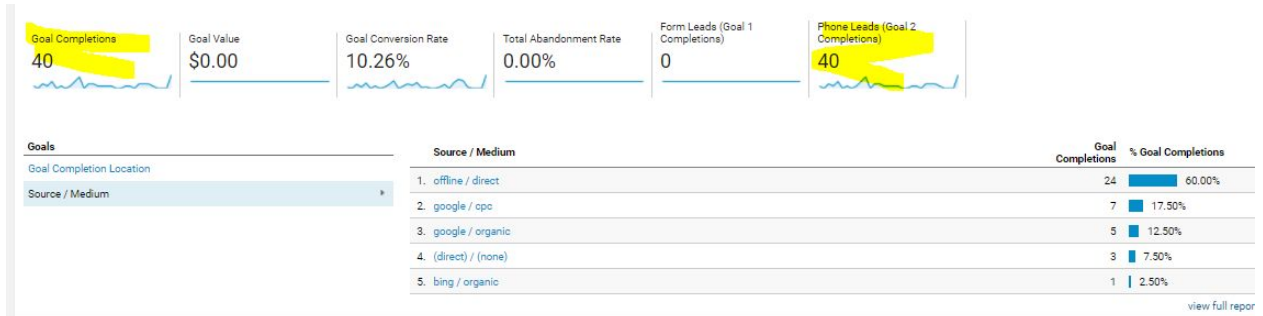 Goal Completions
40
Goal Value
$0.00
Goal Conversion Rate
10.26%
Total Abandonment Rate
0.00%
Form Leads (Goal 1
Completions)
0
Phone Leads (Goal 2
Completions)
40
Goals
Goal Completion Location
Source / Medium
Source / Medium Goal Completions % Goal Completions
1. offline / direct 24 60.00%
2. google / cpc 7 17.50%
3. google / organic 5 12.50%
4. (direct) / (none) 3 7.50%
5. bing / organic 1 2.50%
view full repor